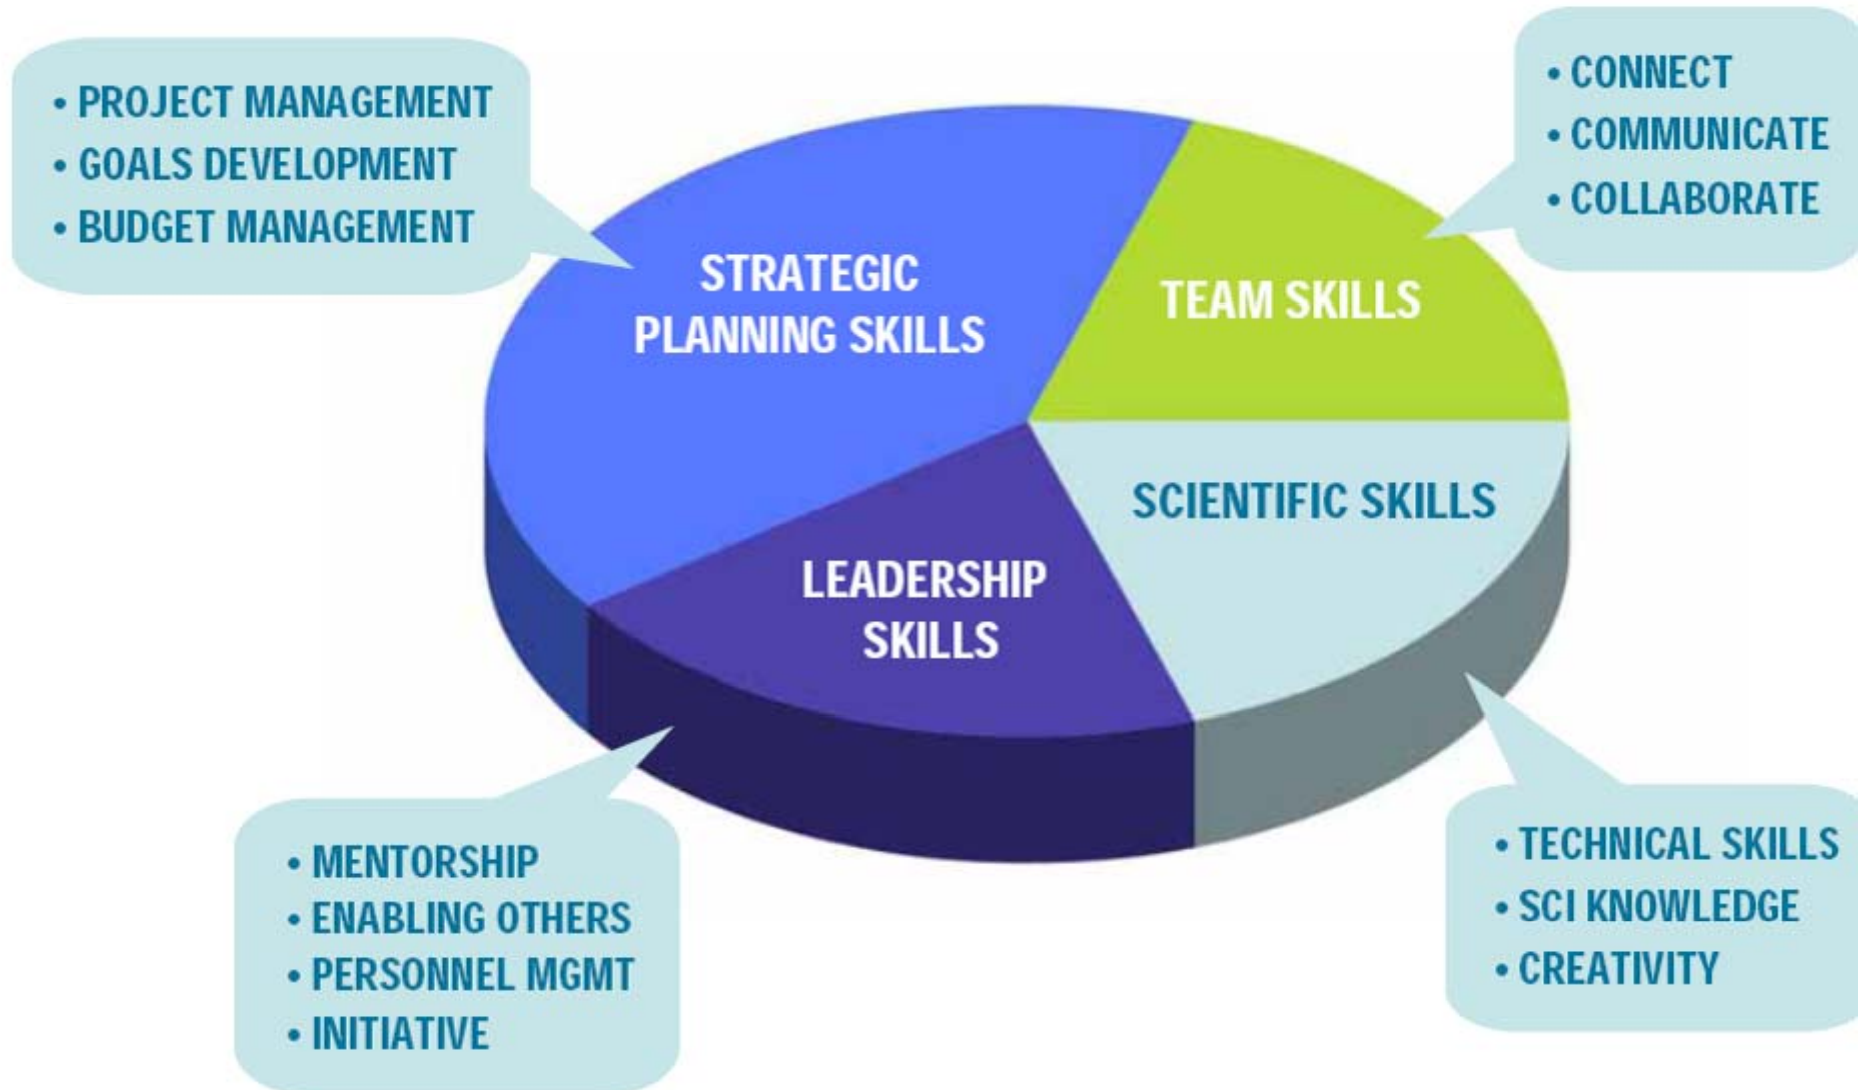 • PROJECT MANAGEMENT
• GOALS DEVELOPMENT
• BUDGET MANAGEMENT
• CONNECT
• COMMUNICATE
• COLLABORATE
STRATEGIC
PLANNING SKILLS
TEAM SKILLS
SCIENTIFIC SKILLS
LEADERSHIP
SKILLS
• MENTORSHIP
• ENABLING OTHERS
• PERSONNEL MGMT
• INITIATIVE
• TECHNICAL SKILLS
• SCI KNOWLEDGE
• CREATIVITY